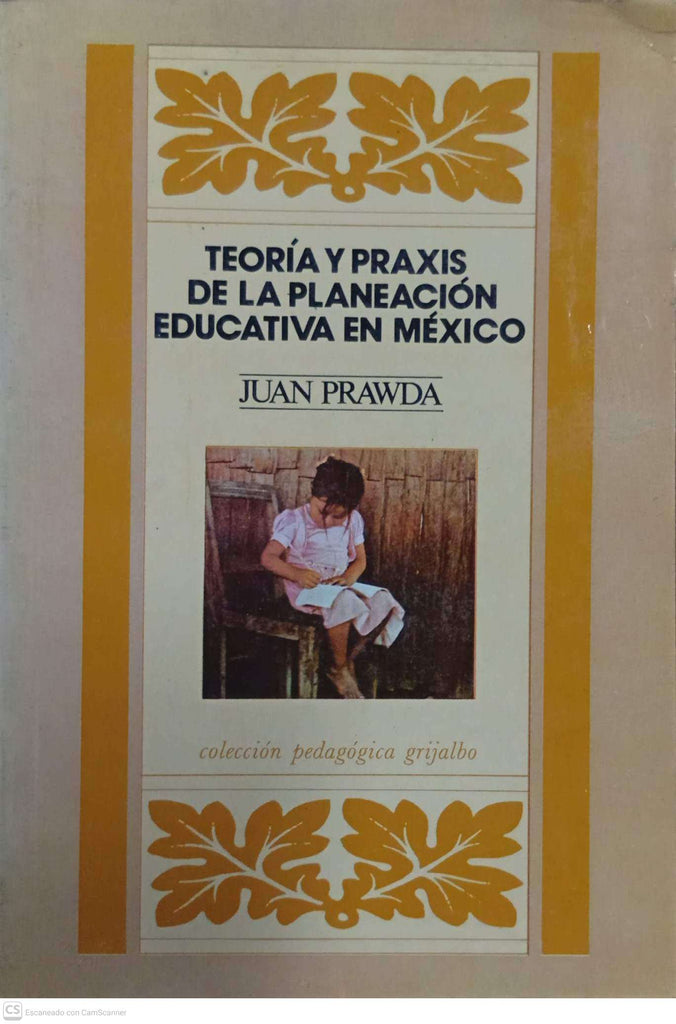 TEORÍA Y PRAXIS
DE LA PLANEACIÓN
EDUCATIVA EN MÉXICO
JUAN PRAWDA
colección pedagógica grijalbo
CS Escaneado con CamScanner